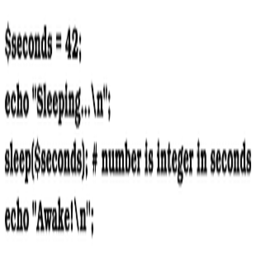 $seconds = 42;
echo "Sleeping...\n";
sleep($seconds); # number is integer in seconds
echo "Awake!\n";